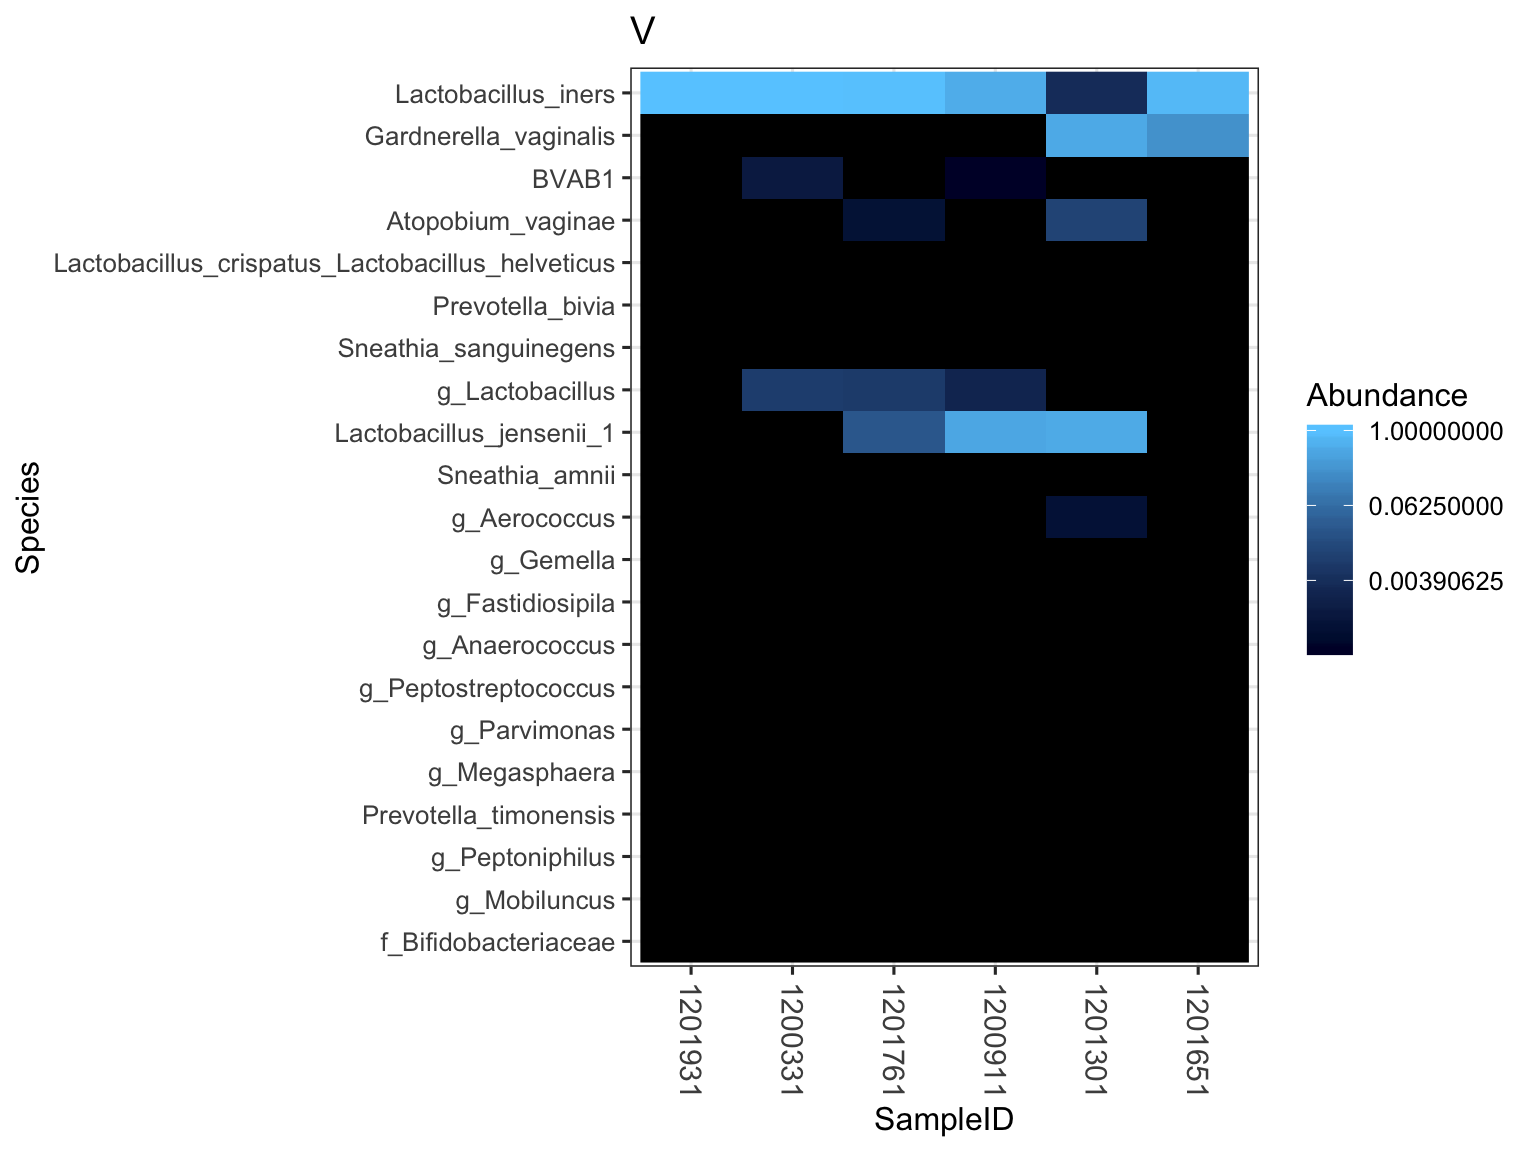 V
Species
Lactobacillus_iners
Gardnerella_vaginalis
BVAB1
Atopobium_vaginae
Lactobacillus_crispatus_Lactobacillus_helveticus
Prevotella_bivia
Sneathia_sanguinegens
g_Lactobacillus
Lactobacillus_jensenii_1
Sneathia_amnii
g_Aerococcus
g_Gemella
g_Fastidiosipila
g_Anaerococcus
g_Peptostreptococcus
g_Parvimonas
g_Megasphaera
Prevotella_timonensis
g_Peptoniphilus
g_Mobiluncus
f_Bifidobacteriaceae
1201931
1200331
1201761
1200911
1201301
1201651
SampleID
Abundance
1.00000000
0.06250000
0.00390625